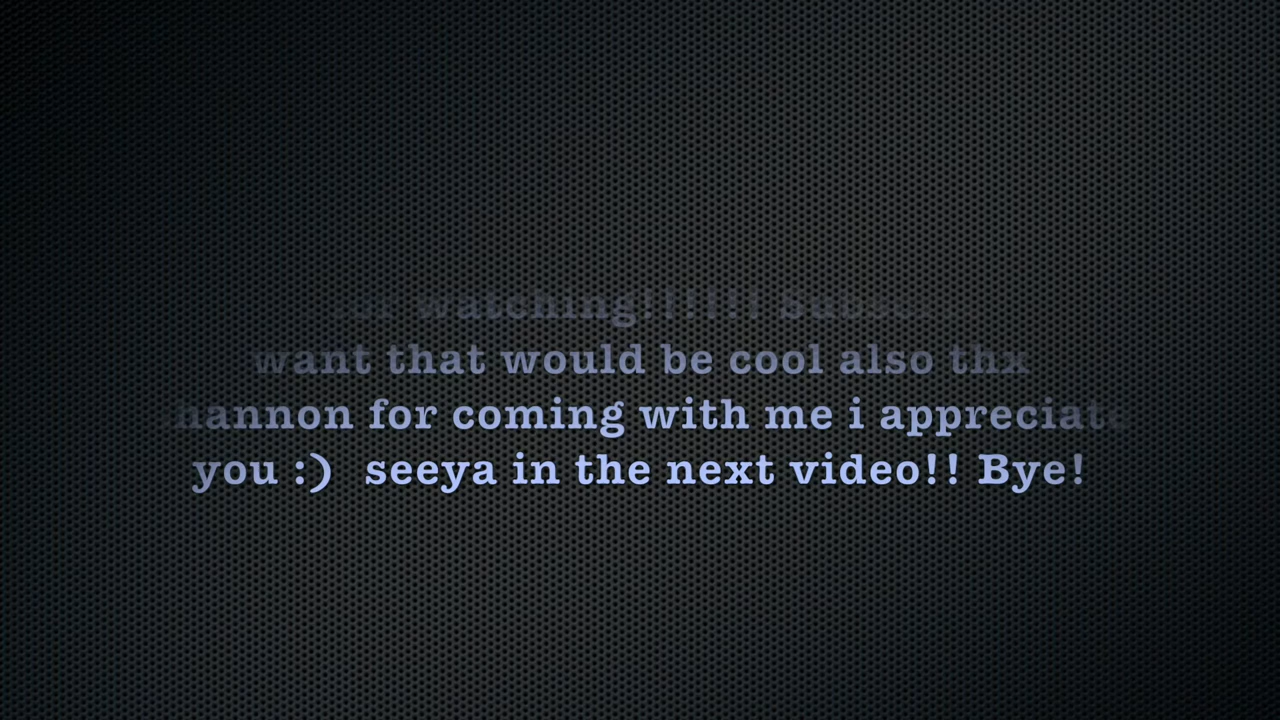 for watching!!!!!!
want that would be cool also thx
for coming with me i appreciate
you :) seeya in the next video!! Bye!